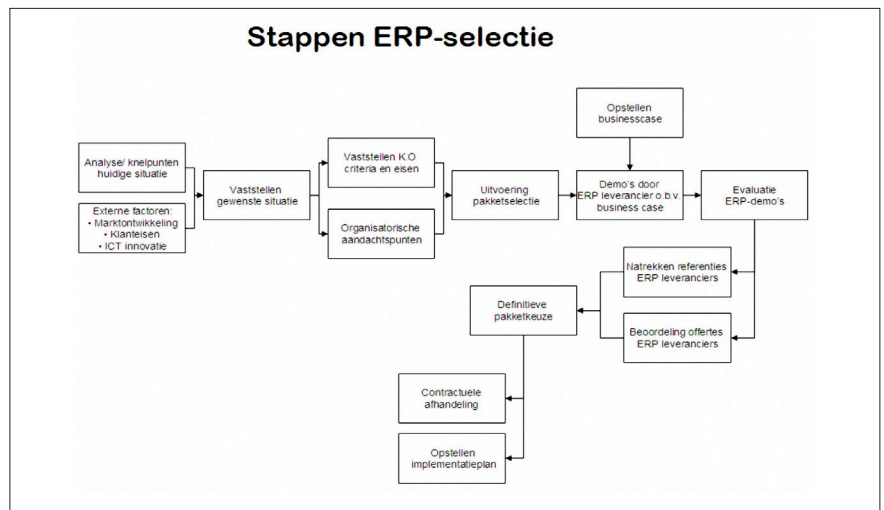 Stappen ERP-selectie
Opstellen
businesscase
Analyse/ knelpunten
huidige situatie
Externe factoren:
• Marktontwikkeling
• Klanteisen
• ICT innovatie
Vaststellen
gewenste situatie
Vaststellen K.O
criteria en eisen
Organisatorische
aandachtspunten
Uitvoering
pakketselectie
Demo's door
ERP leverancier o.b.v.
business case
Evaluatie
ERP-demo's
Natrekken referenties
ERP leveranciers
Beoordeling offertes
ERP leveranciers
Definitieve
pakketkeuze
Contractuele
afhandeling
Opstellen
implementatieplan